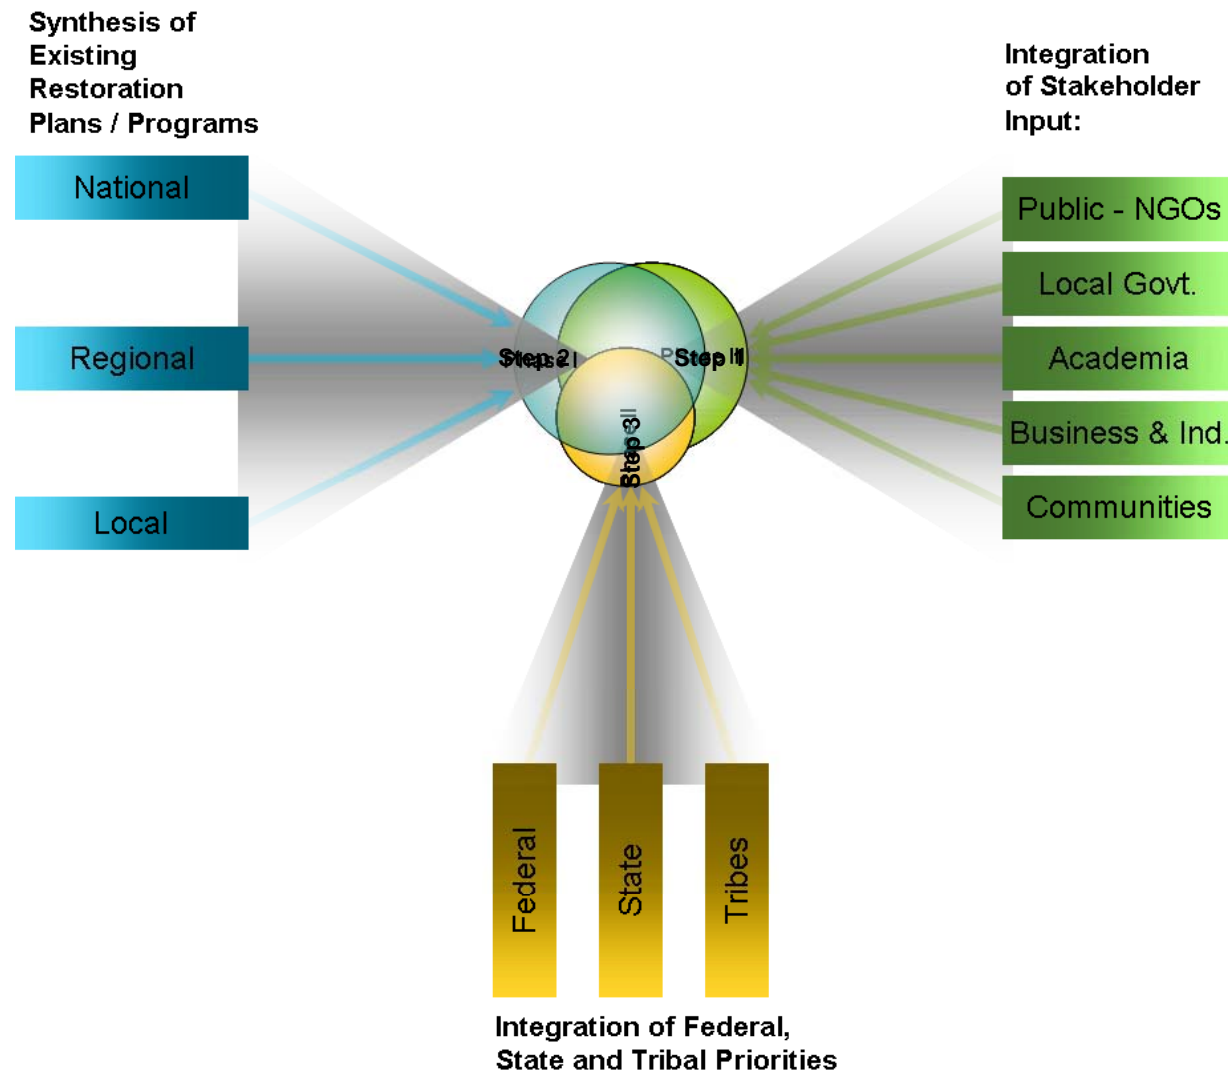 Synthesis of
Existing
Restoration
Plans / Programs
National
Regional
Local
Integration
of Stakeholder
Input:
Public - NGOs
Local Govt.
Academia
Business & Ind.
Communities
Step 2
Phase I
Step 1
Step 3
Federal
State
Tribes
Integration of Federal,
State and Tribal Priorities